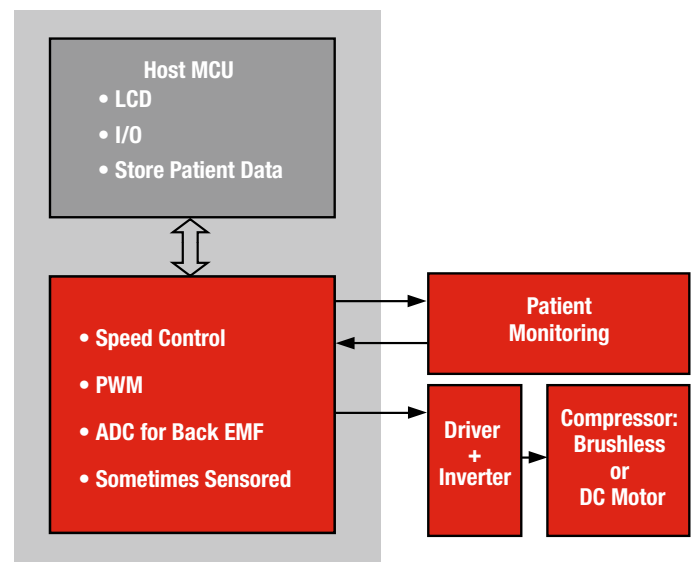 Host MCU
• LCD
• I/O
• Store Patient Data
• Speed Control
• PWM
• ADC for Back EMF
• Sometimes Sensored
Patient
Monitoring
Driver
+
Inverter
Compressor:
Brushless
or
DC Motor